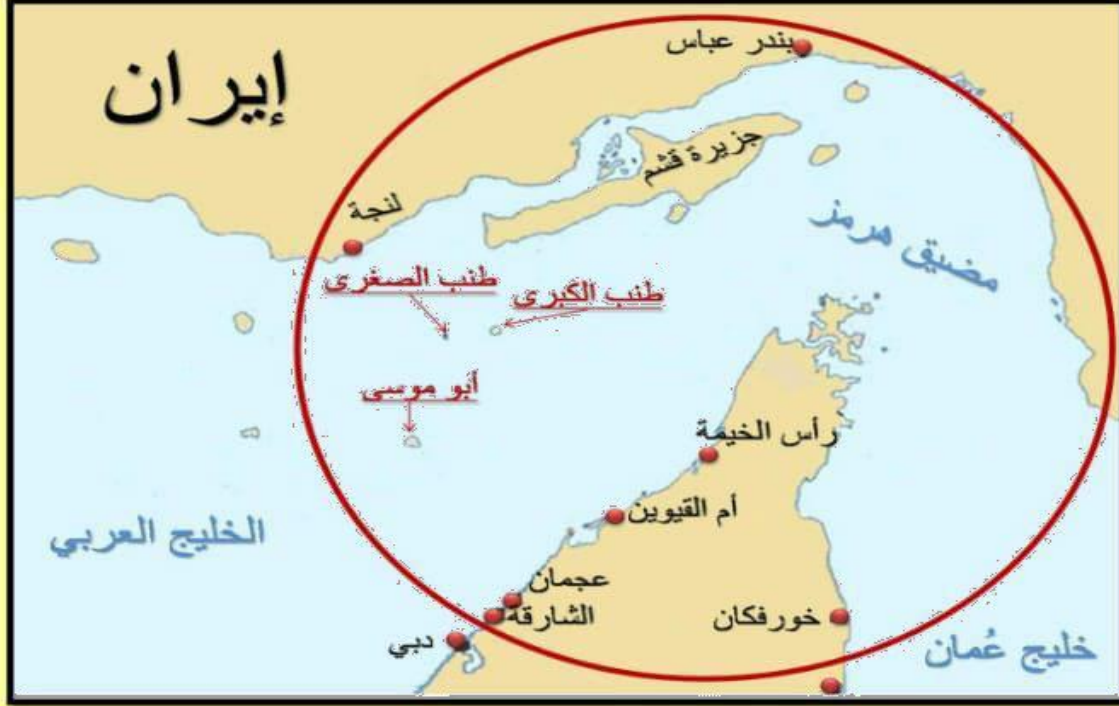 بندر عباس
إيران
جزيرة قشم
لنجة
مضيق هرمز
طنب الصغرى
طنب الكبرى
أبو موسى
رأس الخيمة
أم القيوين
الخليج العربي
عجمان
الشارقة
خورفكان
دبي
خليج عُمان